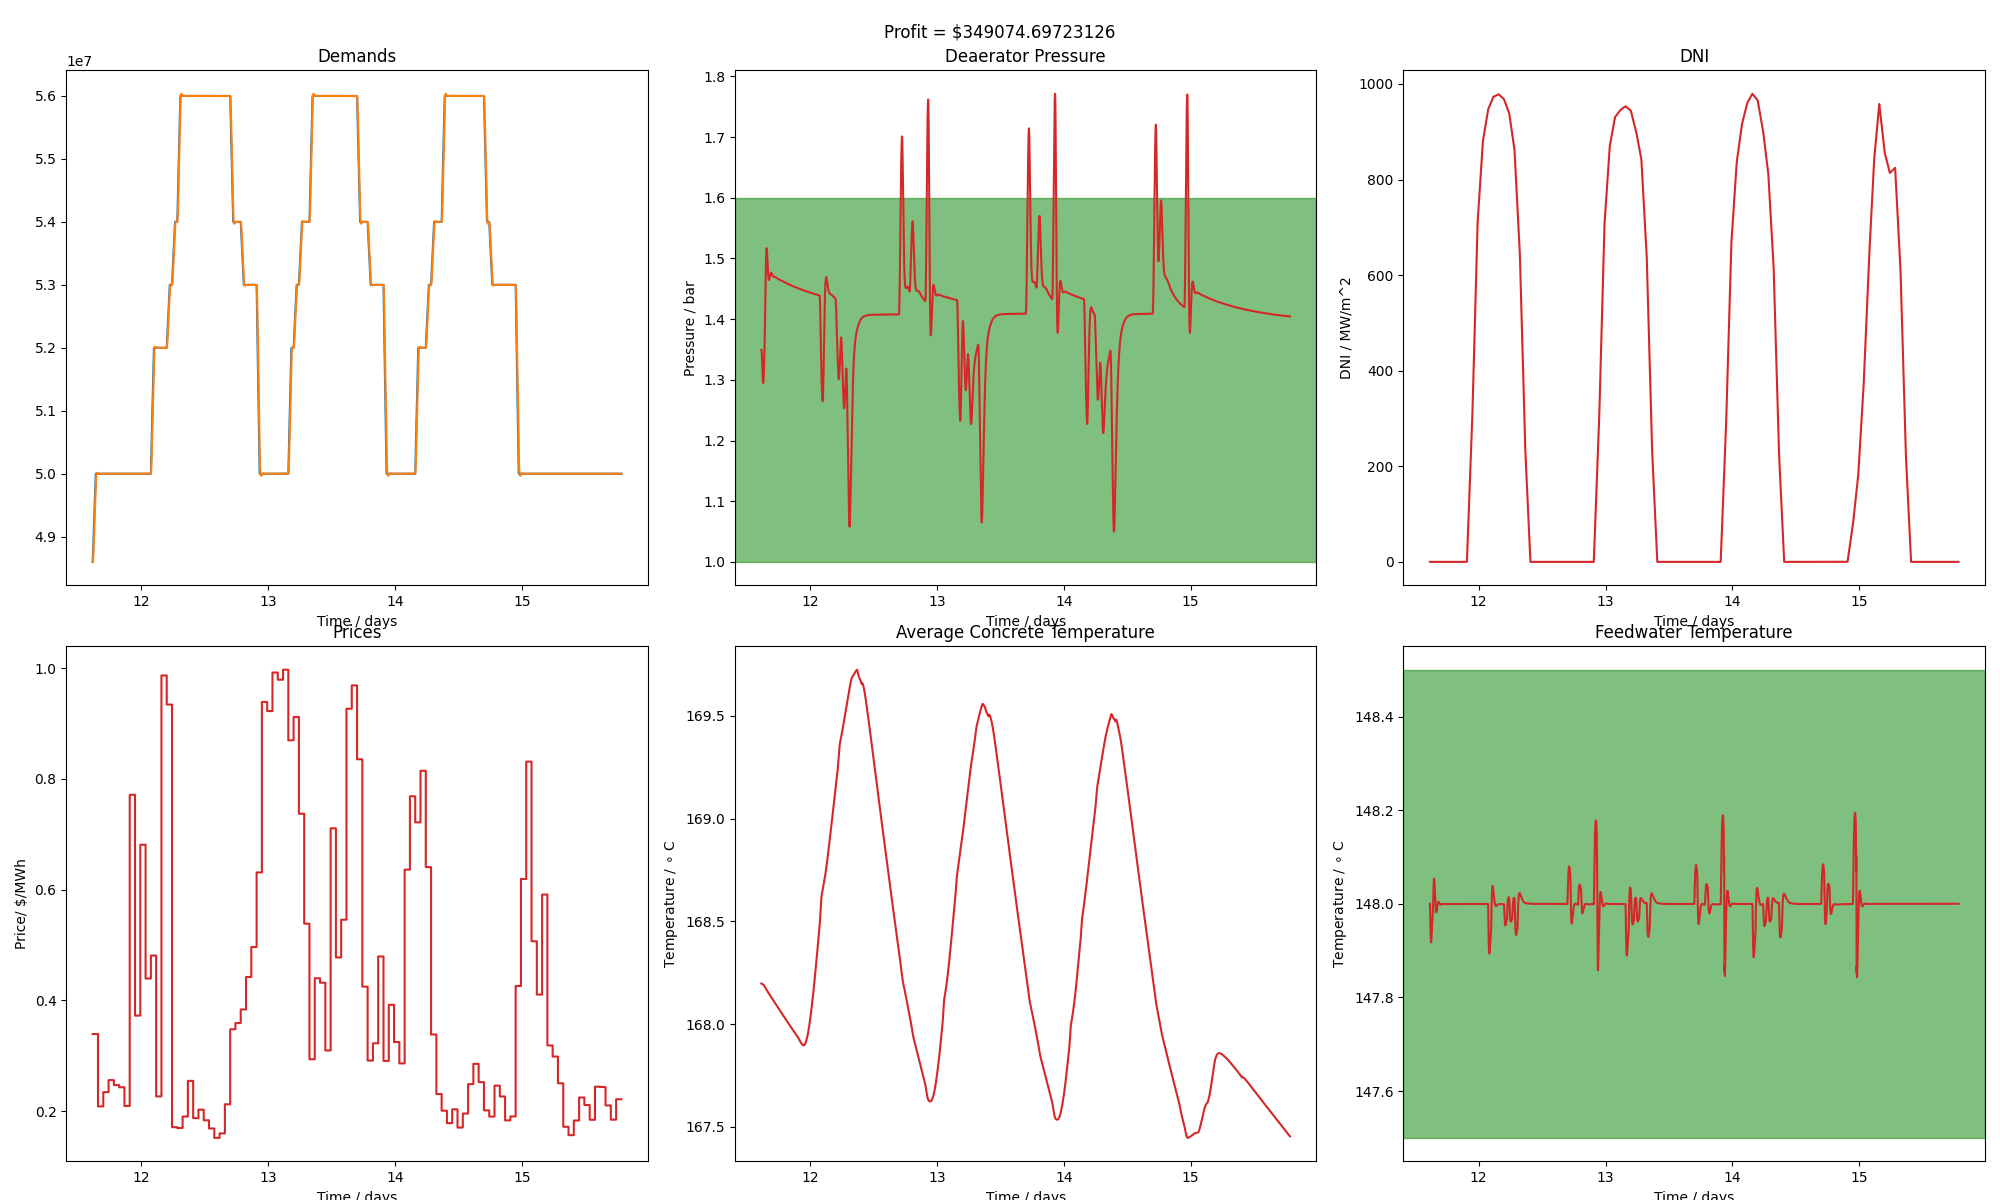 Profit = $349074.69723126
Demands
1e7
5.6
5.5
5.4
5.3
5.2
5.1
5.0
4.9
12 13 14 15
Time / days
Deaerator Pressure
Pressure / bar
1.8
1.7
1.6
1.5
1.4
1.3
1.2
1.1
1.0
12 13 14 15
Time / days
DNI
DNI / MW/m^2
1000
800
600
400
200
0
12 13 14 15
Time / days
Prices
Price/ $/MWh
1.0
0.8
0.6
0.4
0.2
12 13 14 15
Time / days
Average Concrete Temperature
Temperature / ∘ C
169.5
169.0
168.5
168.0
167.5
12 13 14 15
Time / days
Feedwater Temperature
Temperature / ∘ C
148.4
148.2
148.0
147.8
147.6
12 13 14 15
Time / days